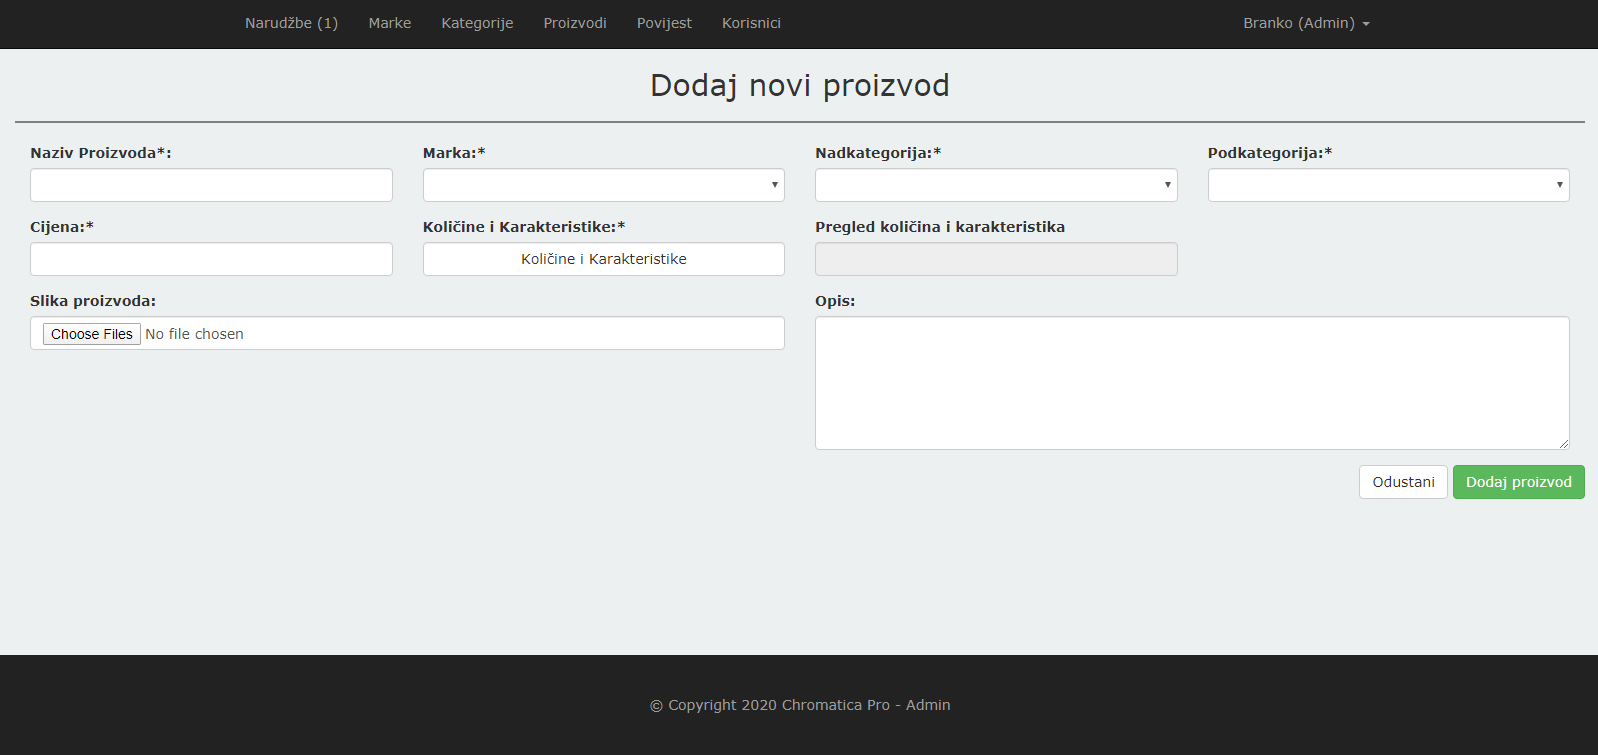 Narudžbe (1) Marke Kategorije Proizvodi Povijest Korisnici Branko (Admin)
Dodaj novi proizvod
Naziv Proizvoda*: Marka:* Nadkategorija:* Podkategorija:*
Cijena:* Količine i Karakteristike:* Pregled količina i karakteristika
Količine i Karakteristike
Slika proizvoda: Opis:
Choose Files No file chosen
Odustani Dodaj proizvod
© Copyright 2020 Chromatica Pro - Admin